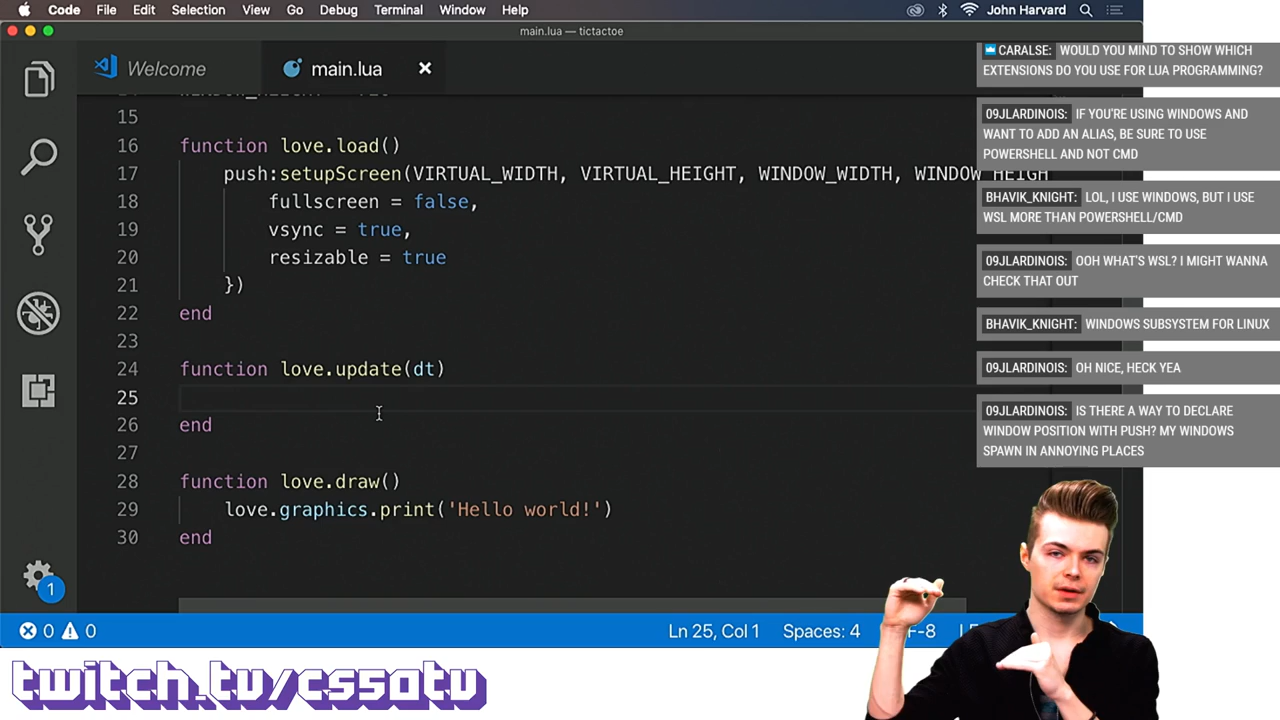 Code File Edit Selection View Go Debug Terminal Window Help John Harvard
main.lua — tictactoe
Welcome main.lua
15
16 function love.load()
17 push:setupScreen(VIRTUAL_WIDTH, VIRTUAL_HEIGHT, WINDOW_WIDTH, WINDOW_HEIGH
18 fullscreen = false,
19 vsync = true,
20 resizable = true
21 })
22 end
23
24 function love.update(dt)
25
26 end
27
28 function love.draw()
29 love.graphics.print('Hello world!')
30 end
1
0 0 Ln 25, Col 1 Spaces: 4
CARALSE: WOULD YOU MIND TO SHOW WHICH
EXTENSIONS DO YOU USE FOR LUA PROGRAMMING?
09JLARDINOIS: IF YOU'RE USING WINDOWS AND
WANT TO ADD AN ALIAS, BE SURE TO USE
POWERSHELL AND NOT CMD
BHAVIK_KNIGHT: LOL, I USE WINDOWS, BUT I USE
WSL MORE THAN POWERSHELL/CMD
09JLARDINOIS: OOH WHAT'S WSL? I MIGHT WANNA
CHECK THAT OUT
BHAVIK_KNIGHT: WINDOWS SUBSYSTEM FOR LINUX
09JLARDINOIS: OH NICE, HECK YEA
09JLARDINOIS: IS THERE A WAY TO DECLARE
WINDOW POSITION WITH PUSH? MY WINDOWS
SPAWN IN ANNOYING PLACES
twitch.tv/cs50tv